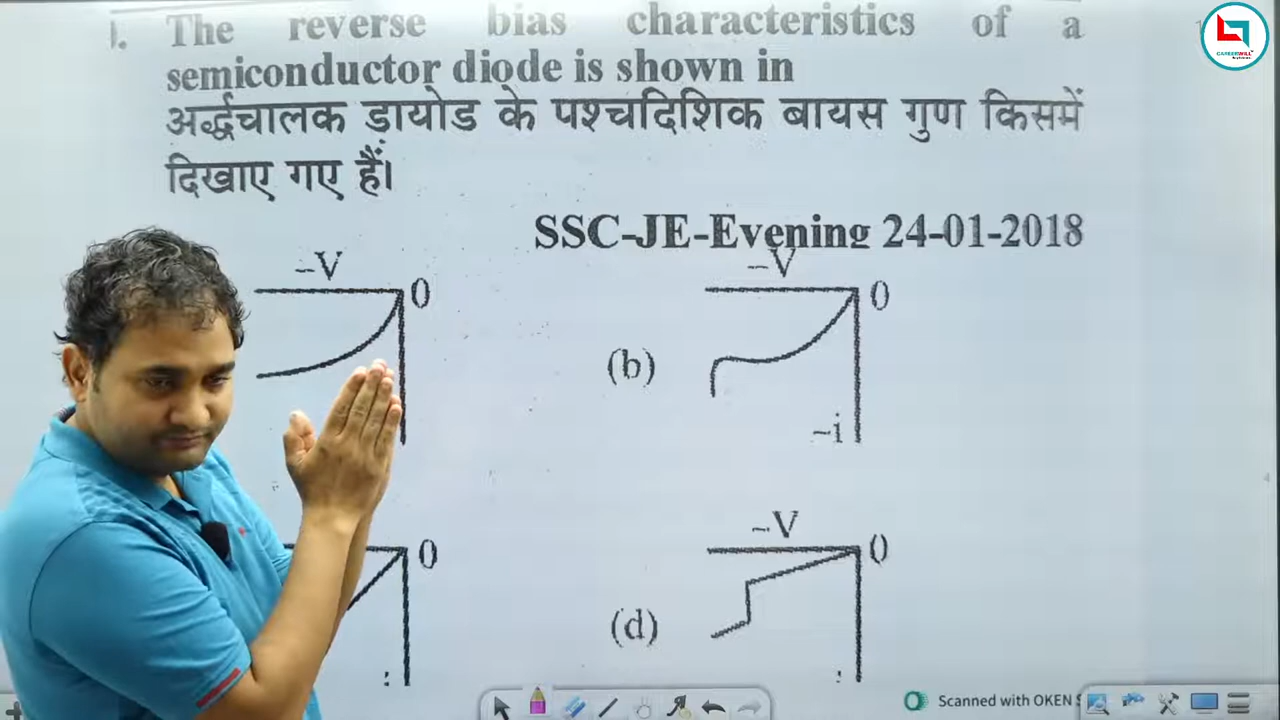 The reverse bias characteristics of a
semiconductor diode is shown in
अर्द्धचालक डायोड के पश्चादिशिक बायस गुण किसमें
दिखाए गए हैं।
SSC-JE-Evening 24-01-2018
–V
0
–V
0
(b)
–i
0
–V
0
(d)
Scanned with OKEN S
CAREERWILL